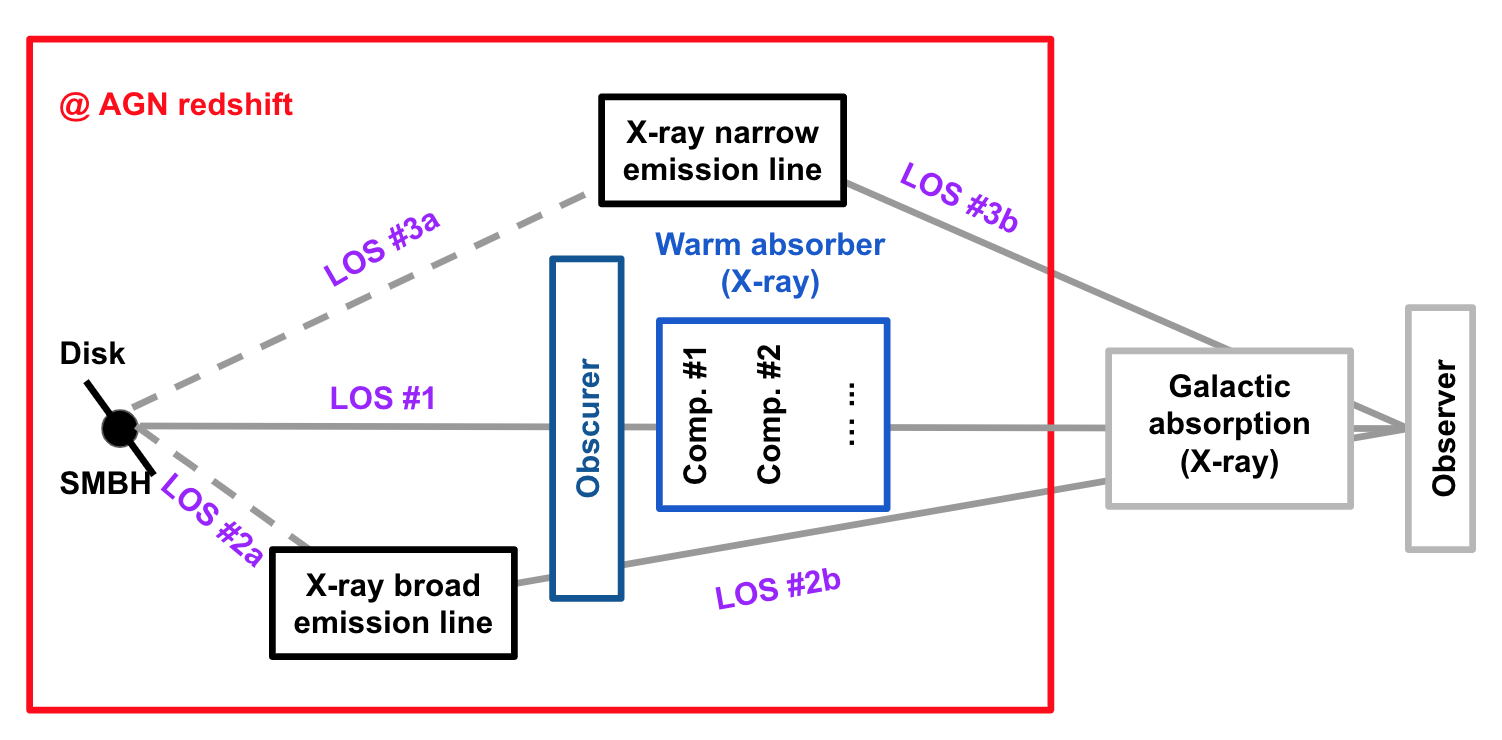 @ AGN redshift
X-ray narrow
emission line
LOS #3b
LOS #3a
Warm absorber
(X-ray)
Disk
LOS #1
Obscurer
Comp. #1
Comp. #2
... ...
Galactic
absorption
(X-ray)
Observer
SMBH
LOS #2a
X-ray broad
emission line
LOS #2b